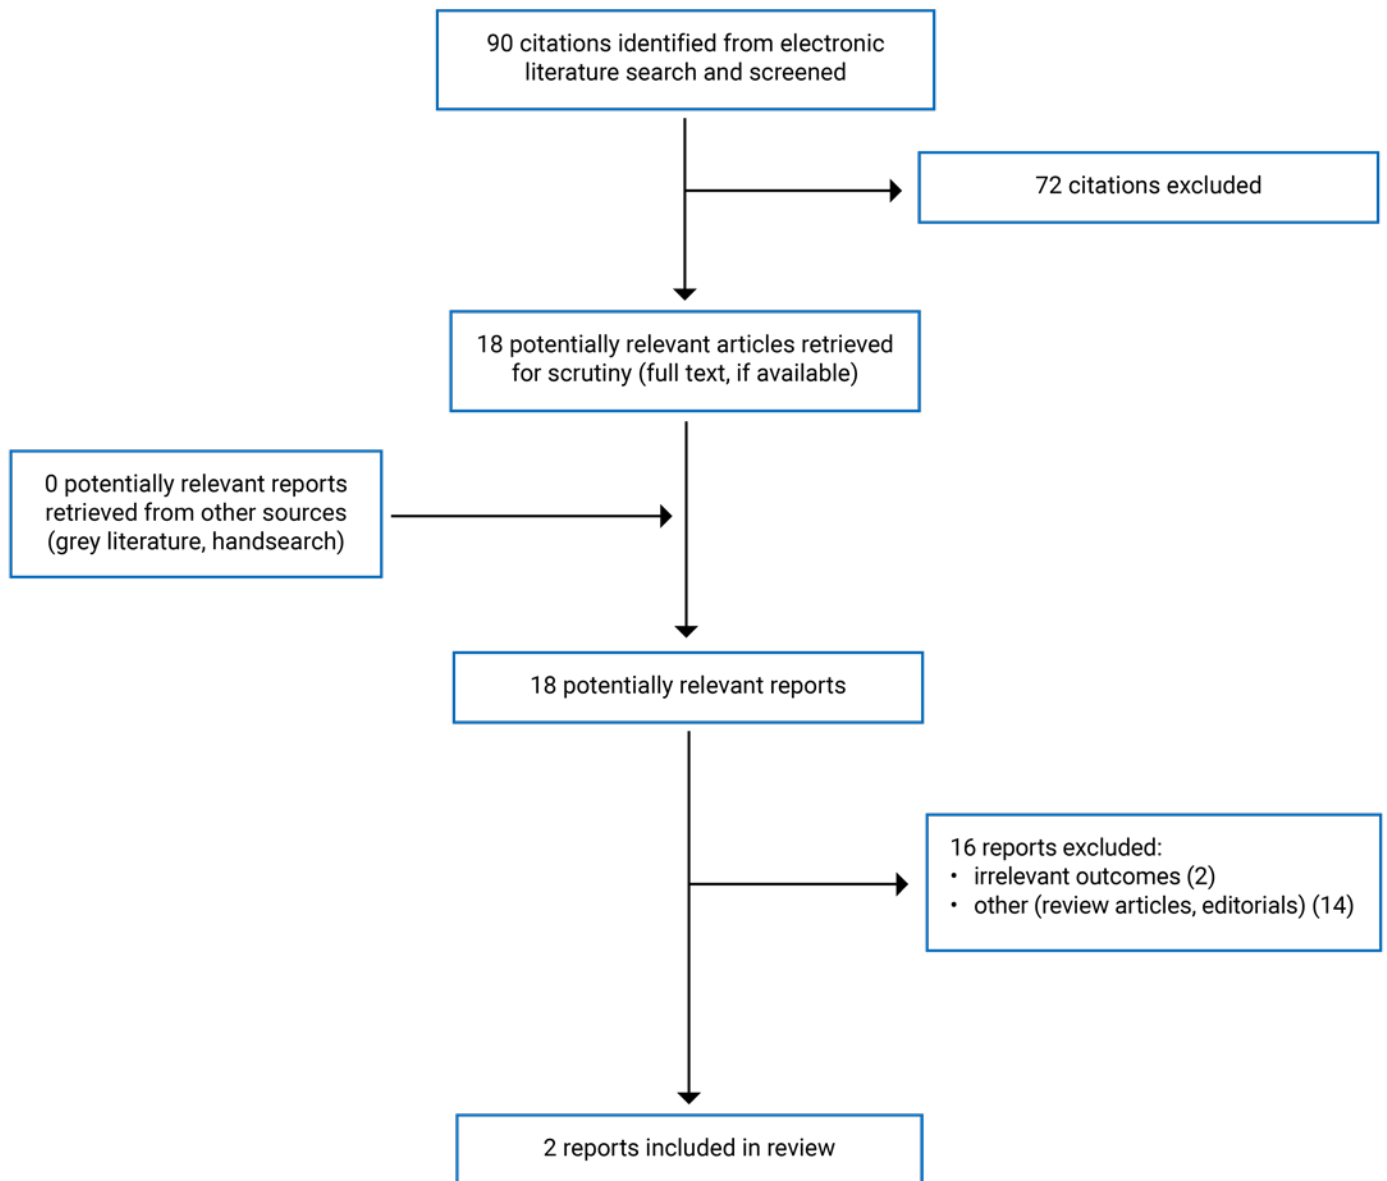 90 citations identified from electronic
literature search and screened
72 citations excluded
18 potentially relevant articles retrieved
for scrutiny (full text, if available)
0 potentially relevant reports
retrieved from other sources
(grey literature, handsearch)
18 potentially relevant reports
16 reports excluded:
• irrelevant outcomes (2)
• other (review articles, editorials) (14)
2 reports included in review